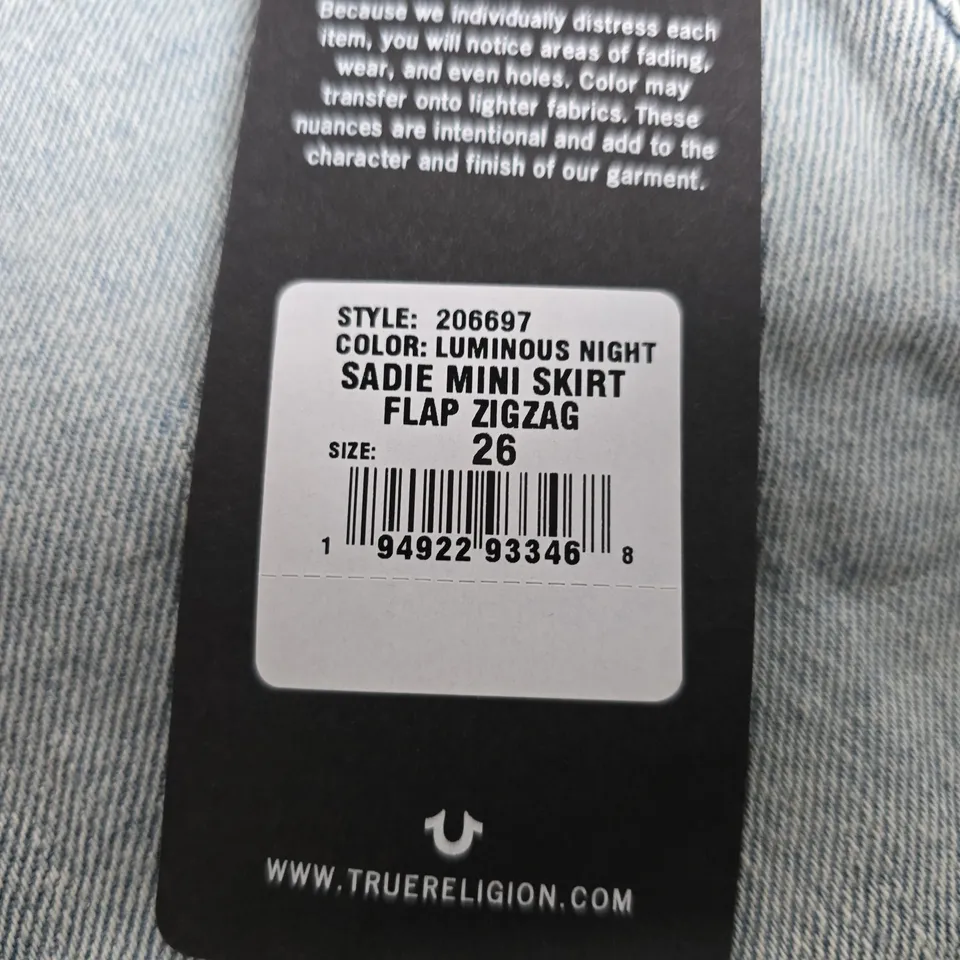 Because we individually distress each
item, you will notice areas of fading,
wear, and even holes. Color may
transfer onto lighter fabrics. These
nuances are intentional and add to the
character and finish of our garment.
STYLE: 206697
COLOR: LUMINOUS NIGHT
SADIE MINI SKIRT
FLAP ZIGZAG
SIZE: 26
1 94922 93346 8
WWW.TRUERELIGION.COM